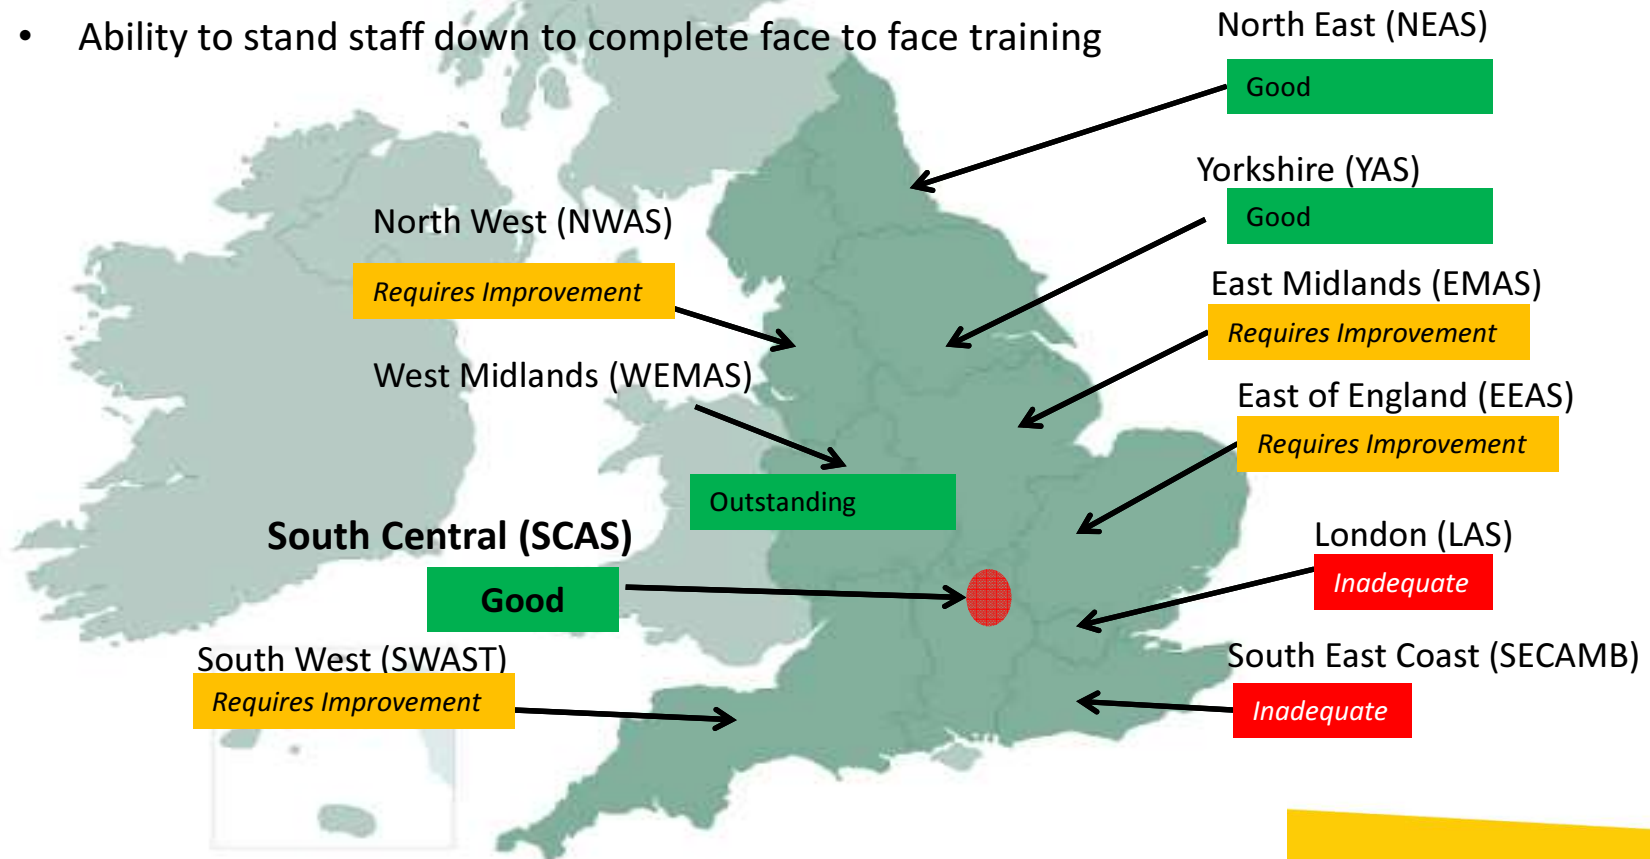 • Ability to stand staff down to complete face to face training
North East (NEAS)
Good
Yorkshire (YAS)
Good
North West (NWAS)
Requires Improvement
East Midlands (EMAS)
Requires Improvement
West Midlands (WEMAS)
Outstanding
East of England (EEAS)
Requires Improvement
South Central (SCAS)
Good
London (LAS)
Inadequate
South West (SWAST)
Requires Improvement
South East Coast (SECAMB)
Inadequate